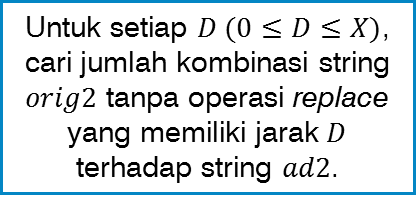 Untuk setiap D (0 ≤ D ≤ X),
cari jumlah kombinasi string
orig2 tanpa operasi replace
yang memiliki jarak D
terhadap string ad2.